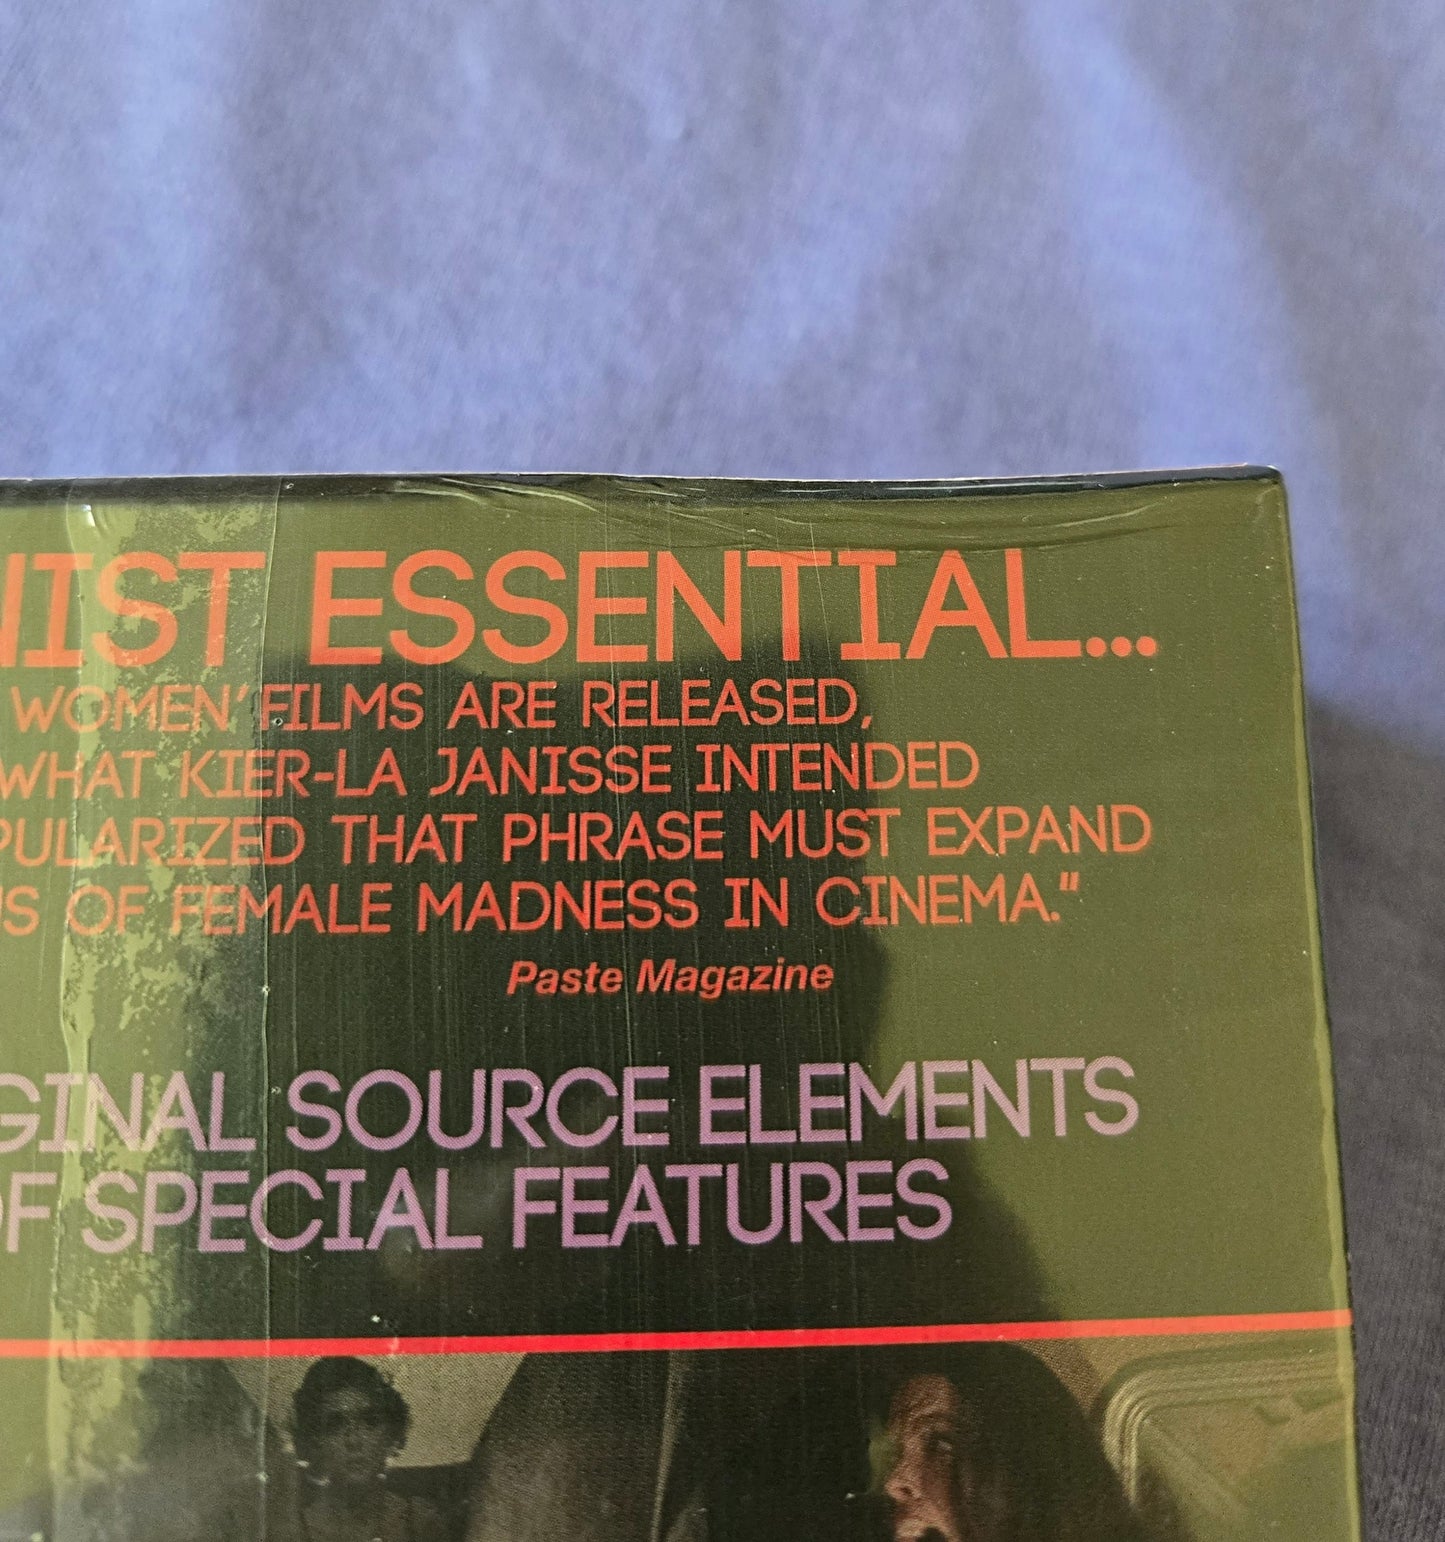 NIST ESSENTIAL...
WOMEN' FILMS ARE RELEASED,
WHAT KIER-LA JANISSE INTENDED
PULARIZED THAT PHRASE MUST EXPAND
US OF FEMALE MADNESS IN CINEMA."
Paste Magazine
GINAL SOURCE ELEMENTS
OF SPECIAL FEATURES